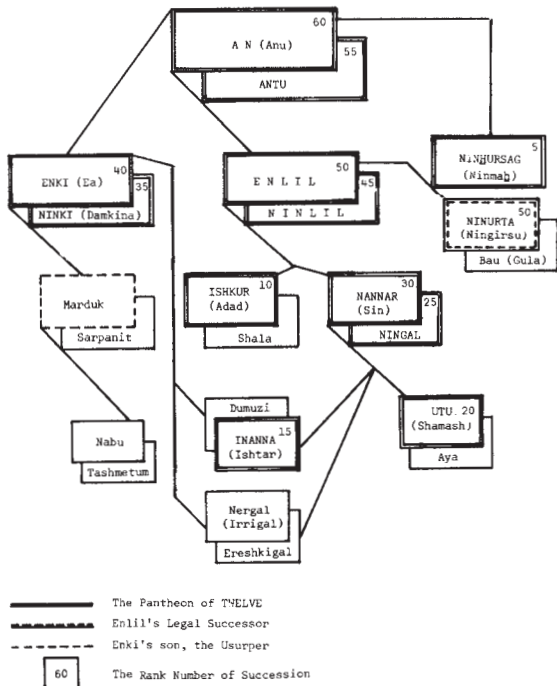 60
A N (Anu)
55
ANTU
40
ENKI (Ea)
35
NINKI (Damkina)
50
E N L I L
45
N I N L I L
5
NINHURSAG
(Ninmah)
50
NINURTA
(Ningirsu)
Bau (Gula)
Marduk
Sarpanit
10
ISHKUR
(Adad)
Shala
30
NANNAR
(Sin)
25
NINGAL
Nabu
Tashmetum
Dumuzi
15
INANNA
(Ishtar)
UTU 20
(Shamash)
Aya
Nergal
(Irrigal)
Ereshkigal
The Pantheon of TWELVE
Enlil's Legal Successor
Enki's son, the Usurper
60 The Rank Number of Succession